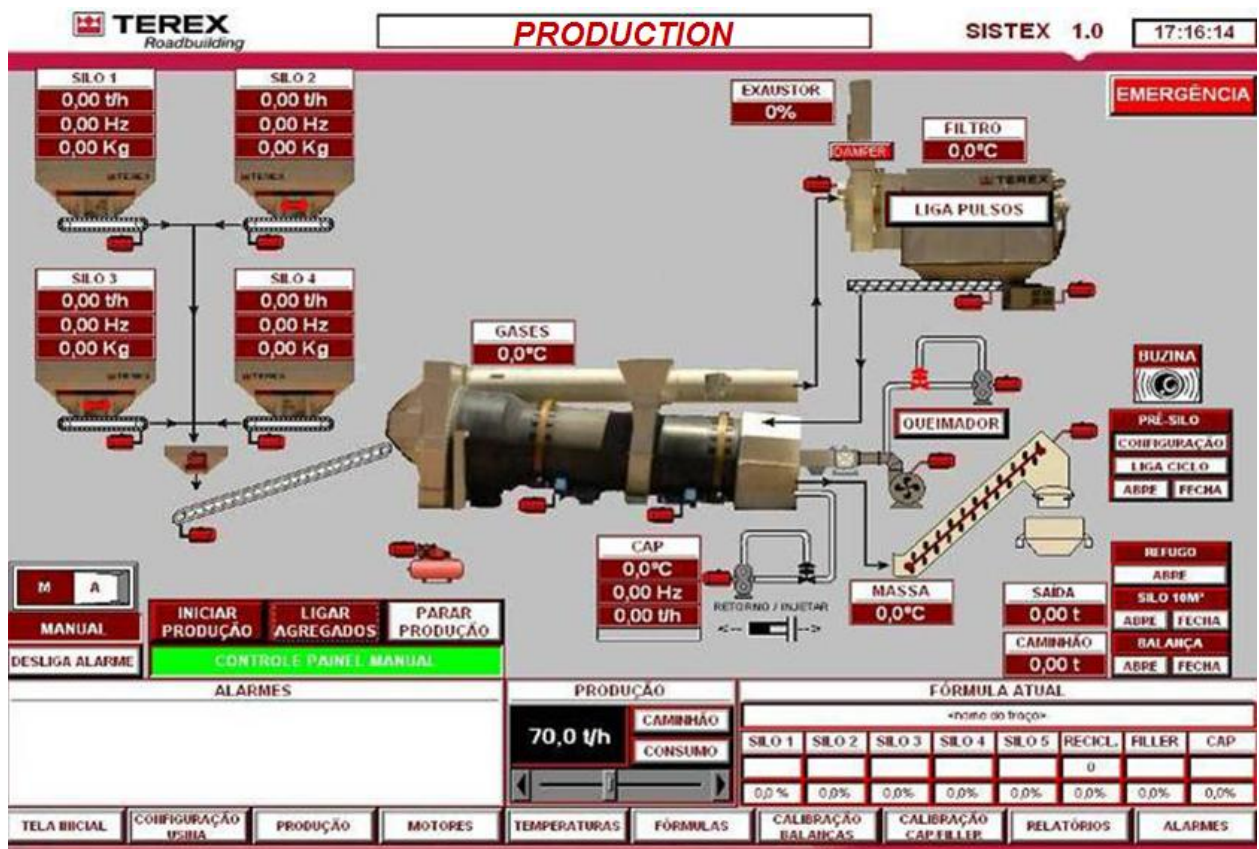 TEREX
Roadbuilding
PRODUCTION
SISTEX 1.0
17:16:14
EMERGÊNCIA
SILO 1
0,00 t/h
0,00 Hz
0,00 Kg
TEREX
SILO 2
0,00 t/h
0,00 Hz
0,00 Kg
TEREX
EXAUSTOR
0%
DAMPER
FILTRO
0,0°C
TEREX
LIGA PULSOS
SILO 3
0,00 t/h
0,00 Hz
0,00 Kg
TEREX
SILO 4
0,00 t/h
0,00 Hz
0,00 Kg
TEREX
GASES
0,0°C
QUEIMADOR
BUZINA
PRÉ-SILO
CONFIGURAÇÃO
LIGA CICLO
ABRE FECHA
CAP
0,0°C
0,00 Hz
0,00 t/h
RETORNO / INJETAR
MASSA
0,0°C
SAÍDA
0,00 t
CAMINHÃO
0,00 t
REFUGO
ABRE
SILO 10M³
ABRE FECHA
BALANÇA
ABRE FECHA
M A
MANUAL
DESLIGA ALARME
INICIAR
PRODUÇÃO
LIGAR
AGREGADOS
PARAR
PRODUÇÃO
CONTROLE PAINEL MANUAL
ALARMES
PRODUÇÃO
70,0 t/h
CAMINHÃO
CONSUMO
FÓRMULA ATUAL
<nome do traço>
SILO 1 SILO 2 SILO 3 SILO 4 SILO 5 RECICL. FILLER CAP
0
0,0 % 0,0% 0,0% 0,0% 0,0% 0,0% 0,0% 0,0%
TELA INICIAL
CONFIGURAÇÃO
USINA
PRODUÇÃO
MOTORES
TEMPERATURAS
FÓRMULAS
CALIBRAÇÃO
BALANÇAS
CALIBRAÇÃO
CAP FILLER
RELATÓRIOS
ALARMES